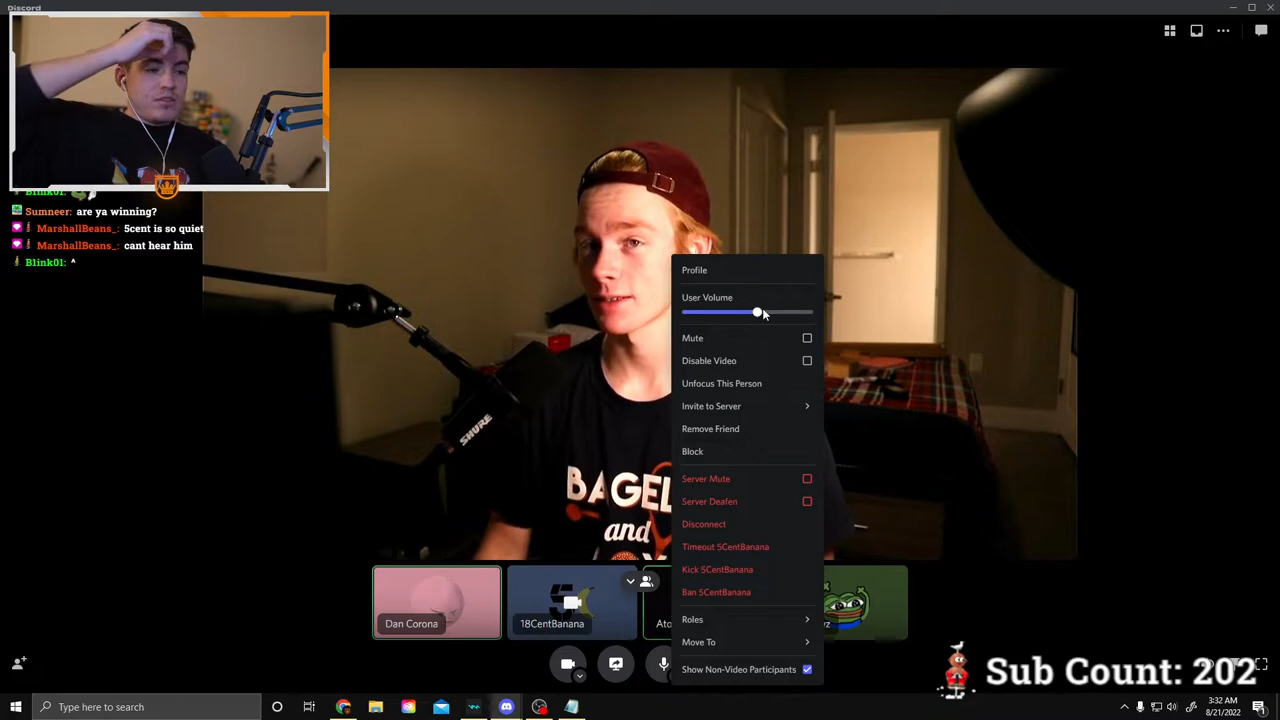 Discord
B1ink01:
Sumneer: are ya winning?
MarshallBeans_: 5cent is so quiet
MarshallBeans_: cant hear him
B1ink01: ^
Profile
User Volume
Mute
Disable Video
Unfocus This Person
Invite to Server
Remove Friend
Block
Server Mute
Server Deafen
Disconnect
Timeout 5CentBanana
Kick 5CentBanana
Ban 5CentBanana
Roles
Move To
Show Non-Video Participants
SHURE
BAGEL
and
Dan Corona
18CentBanana
Ato
Sub Count: 202
Type here to search
3:32 AM
8/21/2022